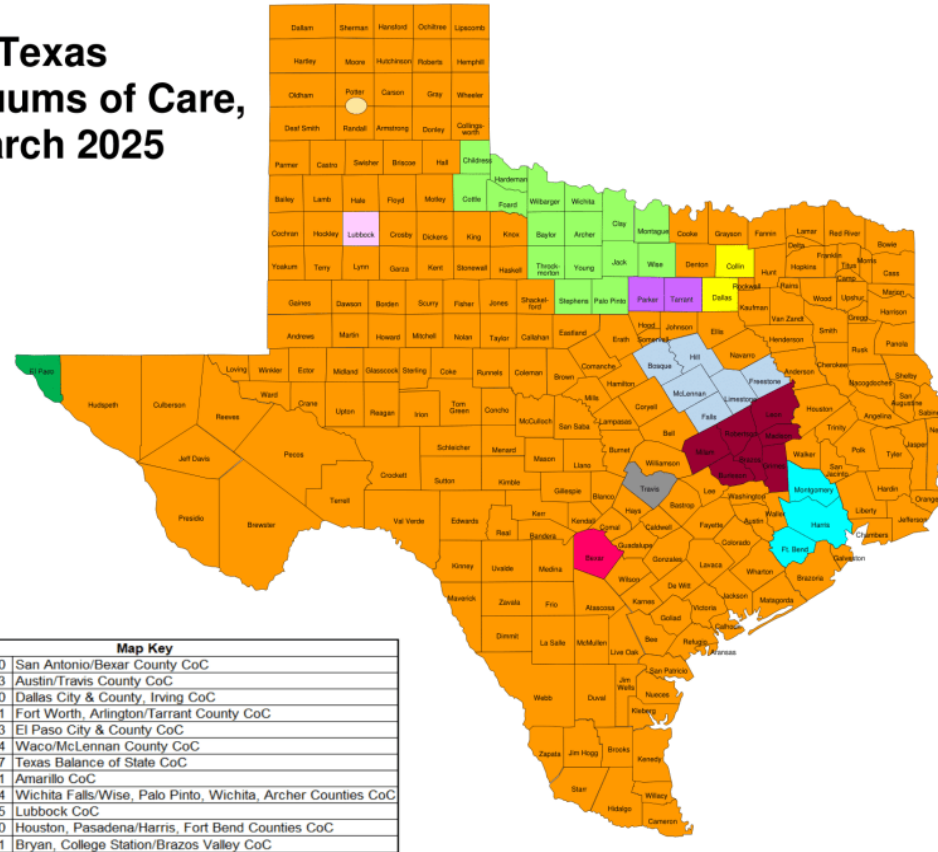 Texas
uums of Care,
arch 2025
Dallam Sherman Hansford Ochiltree Lipscomb
Hartley Moore Hutchinson Roberts Hemphill
Oldham Potter Carson Gray Wheeler
Deaf Smith Randall Armstrong Donley Collings-
worth
Parmer Castro Swisher Briscoe Hall Childress
Hardeman
Bailey Lamb Hale Floyd Motley Cottle Foard Wilbarger Wichita
Clay
Montague
Cochran Hockley Lubbock Crosby Dickens King Knox Baylor Archer Cooke Grayson Fannin Lamar Red River Bowie
Delta Franklin Titus Morris
Yoakum Terry Lynn Garza Kent Stonewall Haskell Throck-
morton Young Jack Wise Denton Collin Hunt Hopkins Camp Cass
Rockwall Rains Marion
Gaines Dawson Borden Scurry Fisher Jones Shackel-
ford Stephens Palo Pinto Parker Tarrant Dallas Kaufman Wood Upshur Harrison
Van Zandt Gregg
Andrews Martin Howard Mitchell Nolan Taylor Callahan Eastland Erath Hood Somervell Johnson Ellis Henderson Smith Rusk Panola
El Paso Hudspeth Culberson Reeves Loving Winkler Ector Midland Glasscock Sterling Coke Runnels Coleman Brown Comanche Hamilton Bosque Hill Navarro Freestone Anderson Cherokee Nacogdoches Shelby
San
Augustine
Ward Crane Upton Reagan Irion Tom
Green Concho McCulloch San Saba Mills Lampasas Coryell McLennan Falls Limestone Leon Houston Angelina Sabine
Jeff Davis Pecos Crockett Schleicher Menard Mason Llano Burnet Bell Williamson Milam Robertson Madison Brazos Grimes Walker Trinity Polk Tyler Jasper Ne
Presidio Brewster Terrell Val Verde Sutton Kimble Gillespie Blanco Travis Lee Burleson Washington Montgomery San
Jacinto Hardin Orange
Edwards Real Kerr Kendall Bandera Comal Hays Caldwell Bastrop Fayette Austin Waller Harris Liberty Jefferson
Chambers
Kinney Uvalde Medina Bexar Guadalupe Gonzales Lavaca Colorado Ft. Bend Galveston
Wharton Brazoria
Maverick Zavala Frio Atascosa Wilson Karnes De Witt Jackson Matagorda
Victoria
Goliad Calhoun
Dimmit La Salle McMullen Live Oak Bee Refugio Aransas
San Patricio
Webb Duval Jim
Wells Nueces
Kleberg
Zapata Jim Hogg Brooks Kenedy
Starr Hidalgo Willacy
Cameron
Map Key
0 San Antonio/Bexar County CoC
3 Austin/Travis County CoC
0 Dallas City & County, Irving CoC
1 Fort Worth, Arlington/Tarrant County CoC
3 El Paso City & County CoC
4 Waco/McLennan County CoC
7 Texas Balance of State CoC
1 Amarillo CoC
4 Wichita Falls/Wise, Palo Pinto, Wichita, Archer Counties CoC
5 Lubbock CoC
0 Houston, Pasadena/Harris, Fort Bend Counties CoC
1 Bryan, College Station/Brazos Valley CoC